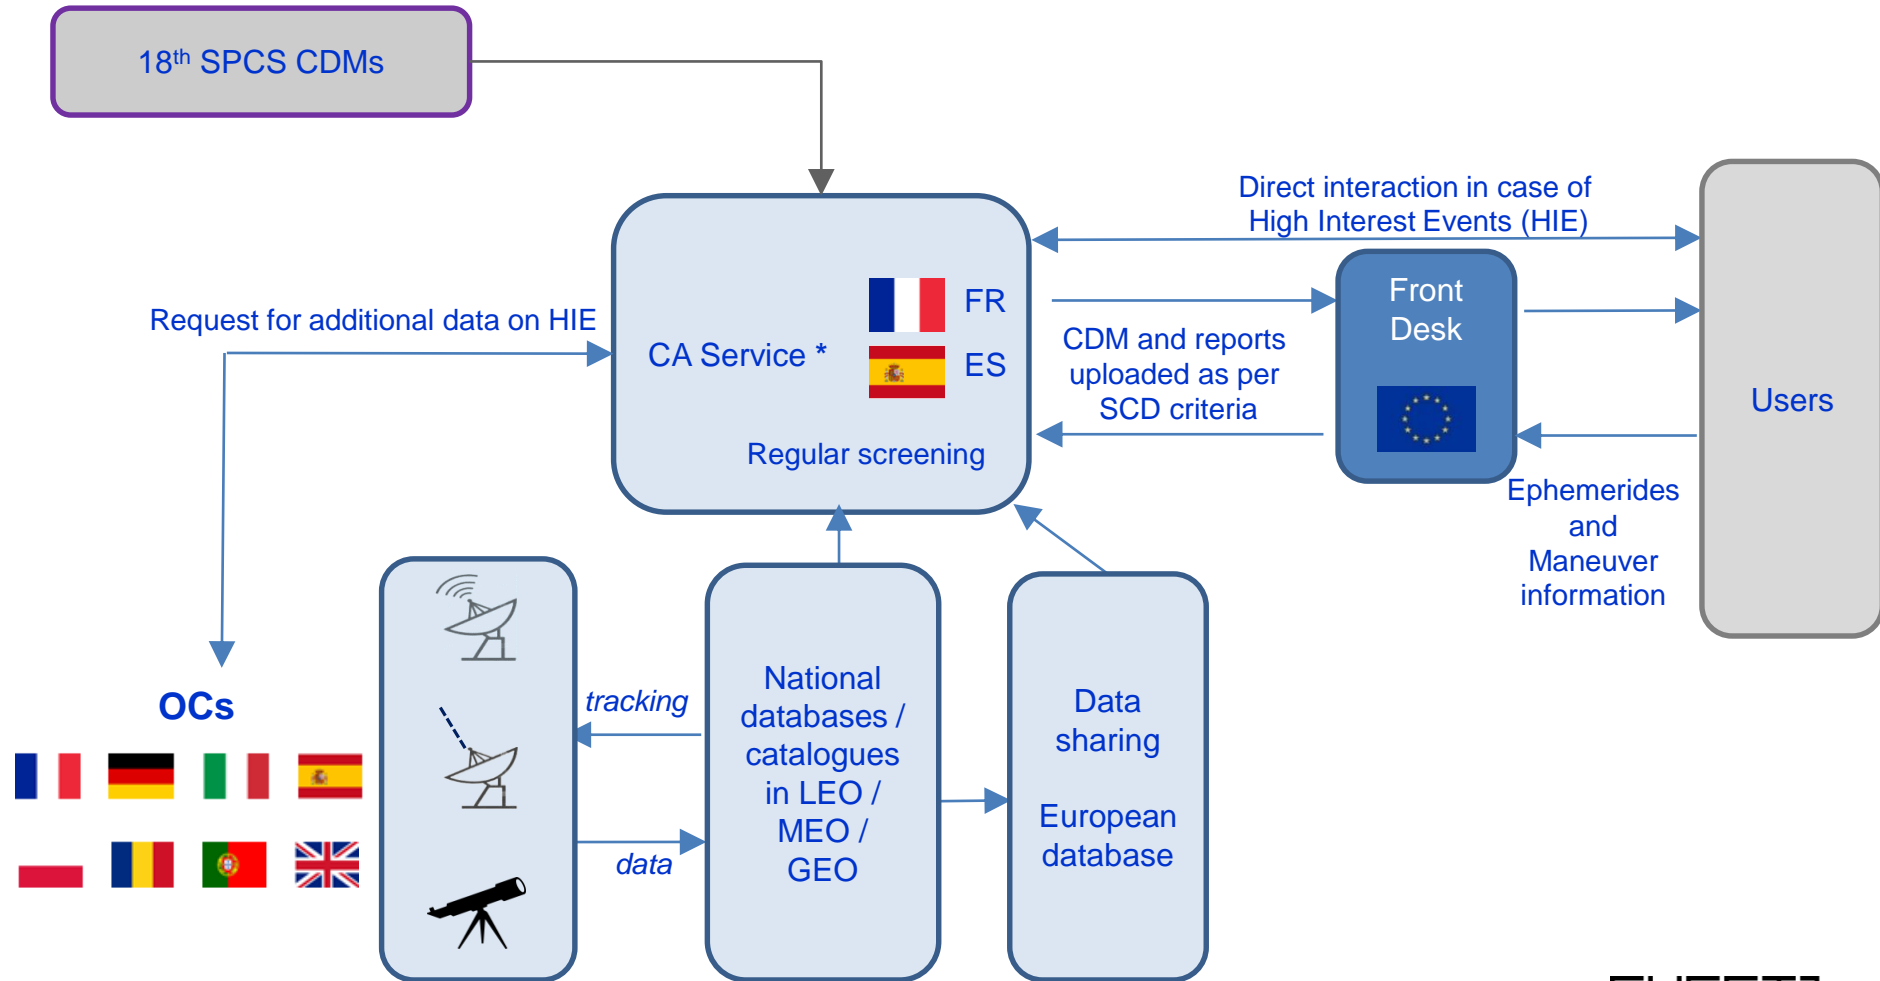 18th SPCS CDMs
Direct interaction in case of
High Interest Events (HIE)
Request for additional data on HIE
CA Service *
FR
ES
Regular screening
CDM and reports
uploaded as per
SCD criteria
Front
Desk
Users
Ephemerides
and
Maneuver
information
OCs
tracking
data
National
databases /
catalogues
in LEO /
MEO /
GEO
Data
sharing
European
database